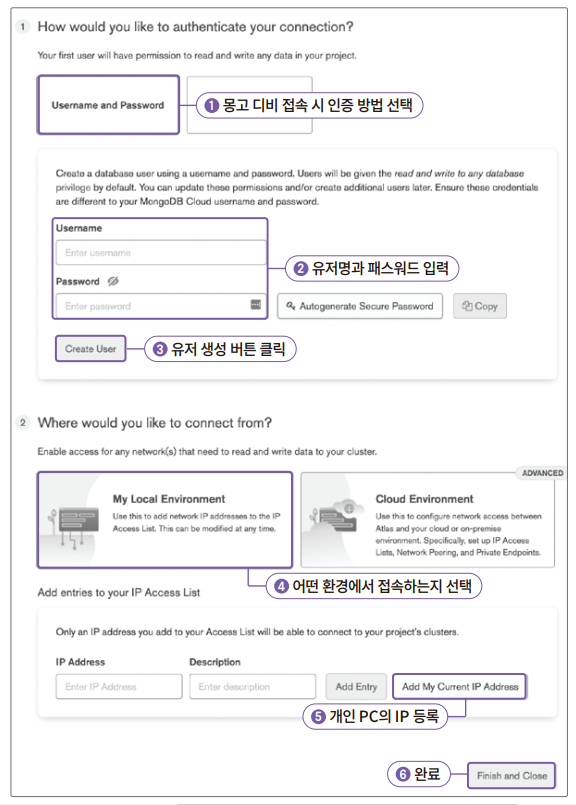 1 How would you like to authenticate your connection?
Your first user will have permission to read and write any data in your project.
Username and Password
❶ 몽고 디비 접속 시 인증 방법 선택
Create a database user using a username and password. Users will be given the read and write to any database
privilege by default. You can update these permissions and/or create additional users later. Ensure these credentials
are different to your MongoDB Cloud username and password.
Username
Enter username
❷ 유저명과 패스워드 입력
Password
Enter password
Autogenerate Secure Password
Copy
Create User
❸ 유저 생성 버튼 클릭
2 Where would you like to connect from?
Enable access for any network(s) that need to read and write data to your cluster.
ADVANCED
My Local Environment
Use this to add network IP addresses to the IP
Access List. This can be modified at any time.
Cloud Environment
Use this to configure network access between
Atlas and your cloud or on-premise
environment. Specifically, set up IP Access
Lists, Network Peering, and Private Endpoints.
❹ 어떤 환경에서 접속하는지 선택
Add entries to your IP Access List
Only an IP address you add to your Access List will be able to connect to your project's clusters.
IP Address
Description
Enter IP Address
Enter description
Add Entry
Add My Current IP Address
❺ 개인 PC의 IP 등록
❻ 완료
Finish and Close